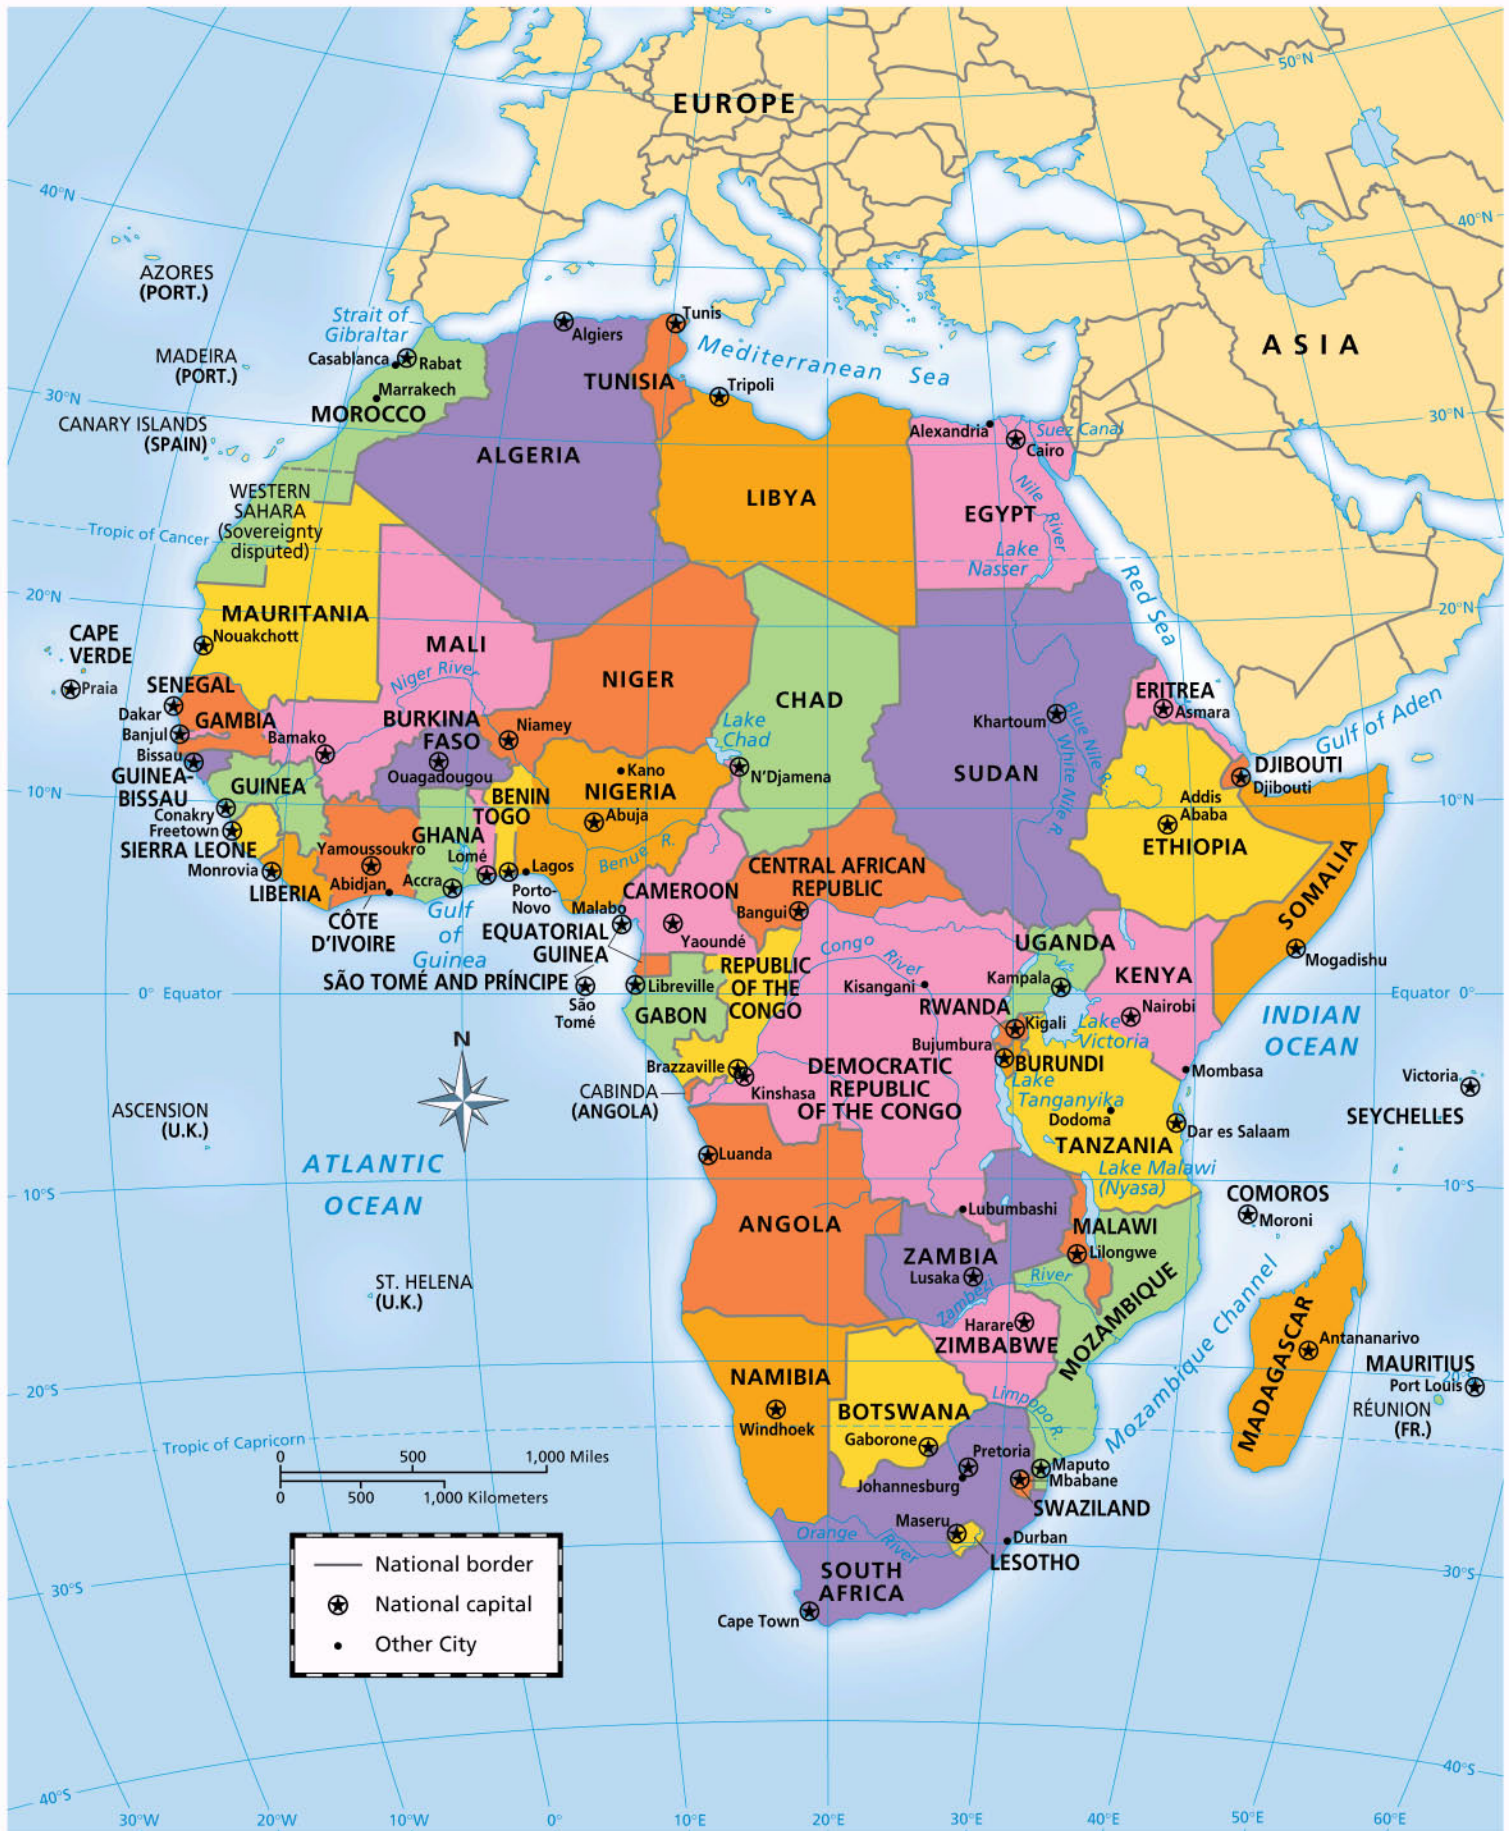 50°N
EUROPE
40°N
40°N
AZORES
(PORT.)
ASIA
Strait of
Gibraltar
Algiers
Tunis
Mediterranean Sea
MADEIRA
(PORT.)
Casablanca
Rabat
Marrakech
MOROCCO
TUNISIA
Tripoli
30°N
30°N
CANARY ISLANDS
(SPAIN)
Alexandria
Suez Canal
Cairo
ALGERIA
LIBYA
Nile River
EGYPT
WESTERN
SAHARA
(Sovereignty
disputed)
Tropic of Cancer
Lake
Nasser
Red Sea
20°N
20°N
MAURITANIA
Nouakchott
CAPE
VERDE
Praia
MALI
Niger River
NIGER
CHAD
SENEGAL
Dakar
GAMBIA
Banjul
Bamako
BURKINA
FASO
Ouagadougou
Niamey
Lake
Chad
N'Djamena
Khartoum
Blue Nile R.
White Nile R.
SUDAN
ERITREA
Asmara
Gulf of Aden
DJIBOUTI
Djibouti
Bissau
GUINEA-
BISSAU
GUINEA
Conakry
Freetown
SIERRA LEONE
Monrovia
LIBERIA
10°N
10°N
Yamoussoukro
Abidjan
CÔTE
D'IVOIRE
GHANA
Accra
TOGO
Lomé
BENIN
Porto-
Novo
Kano
NIGERIA
Abuja
Lagos
Benue R.
Addis
Ababa
ETHIOPIA
SOMALIA
Mogadishu
CENTRAL AFRICAN
REPUBLIC
Bangui
CAMEROON
Yaoundé
Malabo
EQUATORIAL
GUINEA
Gulf
of
Guinea
SÃO TOMÉ AND PRÍNCIPE
São
Tomé
Libreville
GABON
REPUBLIC
OF THE
CONGO
Brazzaville
Congo River
Kisangani
UGANDA
Kampala
KENYA
Nairobi
Mombasa
0° Equator
Equator 0°
RWANDA
Kigali
Bujumbura
BURUNDI
Lake
Victoria
INDIAN
OCEAN
DEMOCRATIC
REPUBLIC
OF THE CONGO
Kinshasa
CABINDA
(ANGOLA)
Lake
Tanganyika
Dodoma
TANZANIA
Dar es Salaam
Victoria
SEYCHELLES
N
ASCENSION
(U.K.)
ATLANTIC
OCEAN
Luanda
ANGOLA
10°S
10°S
Lake Malawi
(Nyasa)
COMOROS
Moroni
Lubumbashi
MALAWI
Lilongwe
ZAMBIA
Lusaka
Zambezi River
ST. HELENA
(U.K.)
Harare
ZIMBABWE
MOZAMBIQUE
Mozambique Channel
MADAGASCAR
Antananarivo
MAURITIUS
Port Louis
RÉUNION
(FR.)
20°S
20°S
NAMIBIA
Windhoek
BOTSWANA
Gaborone
Limpopo R.
Tropic of Capricorn
Pretoria
Johannesburg
Maputo
Mbabane
SWAZILAND
Maseru
LESOTHO
Durban
Orange River
SOUTH
AFRICA
Cape Town
0 500 1,000 Miles
0 500 1,000 Kilometers
National border
National capital
Other City
30°S
30°S
40°S
40°S
30°W 20°W 10°W 0° 10°E 20°E 30°E 40°E 50°E 60°E